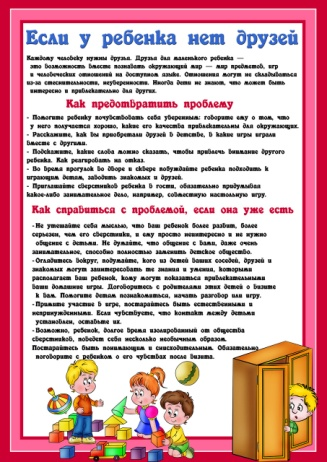 Если у ребенка нет друзей
Каждому человеку нужны друзья. Друзья для маленького ребенка —
это возможность вместе познавать окружающий мир — мир предметов, игр
и человеческих отношений на доступном языке. Отношения могут не складываться
из-за стеснительности, неуверенности. Иногда дети не знают, что может быть
интересно и привлекательно для других.
Как предотвратить проблему
- Помогите ребенку почувствовать себя увереннее: говорите ему о том, что
у него получается хорошо, какие его качества привлекательны для окружающих.
- Расскажите, как вы приобретали друзей в детстве, в какие игры играли
вместе с другими.
- Подскажите, какие слова можно сказать, чтобы привлечь внимание другого
ребенка. Как реагировать на отказ.
- Во время прогулок во дворе и сквере побуждайте ребенка подходить к
играющим детям, заводить знакомых и друзей.
- Приглашайте сверстников ребенка в гости, обязательно придумывая
какое-либо занимательное дело, например, совместную настольную игру.
Как справиться с проблемой, если она уже есть
- Не утешайте себя мыслью, что ваш ребенок более развит, более
серьезен, чем его сверстники, и ему просто неинтересно и не нужно
общение с детьми. Не думайте, что общение с вами, даже очень
занимательное, способно полностью заменить детское общество.
- Оглядитесь вокруг, подумайте, кого из детей ваших соседей, друзей и
знакомых могут заинтересовать те знания и умения, которыми
располагает ваш ребенок, кому могут показаться привлекательными
ваши домашние игры. Договоритесь с родителями этих детей о визите
к вам. Помогите детям познакомиться, начать разговор или игру.
- Примите участие в игре, постарайтесь быть естественными и
непринужденными. Если чувствуете, что контакт между детьми
установлен, оставьте их.
- Возможно, ребенок, долгое время изолированный от общества
сверстников, поведет себя несколько необычным образом.
Постарайтесь быть понимающим и снисходительным. Обязательно
поговорите с ребенком о его чувствах после визита.